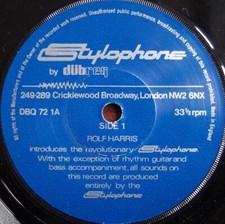 Stylophone
by dübreq
249-289 Cricklewood Broadway, London NW2 6NX
DBQ 72 1A
SIDE 1
33⅓ rpm
ROLF HARRIS
introduces the revolutionary Stylophone
With the exception of rhythm guitar and
bass accompaniment, all sounds on
this record are produced
entirely by the
Stylophone